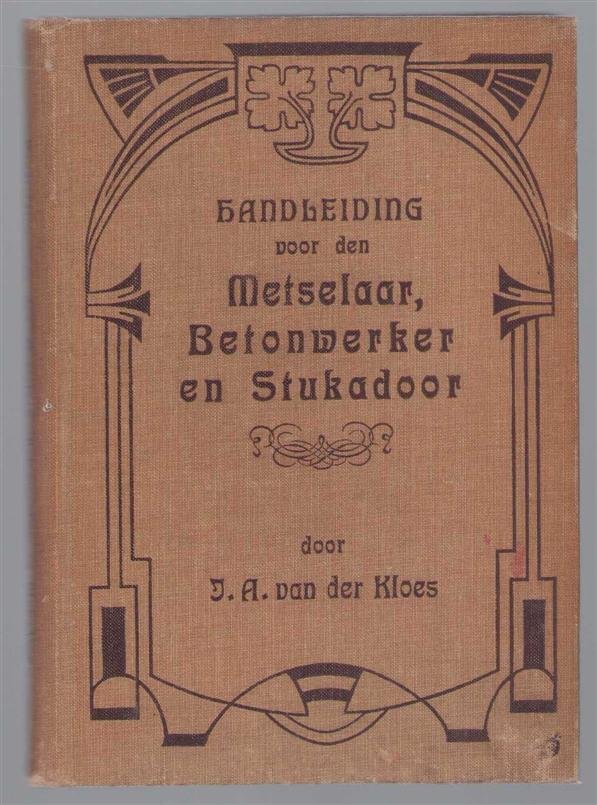 HANDLEIDING
voor den
Metselaar,
Betonwerker
en Stukadoor
door
J. A. van der Kloes